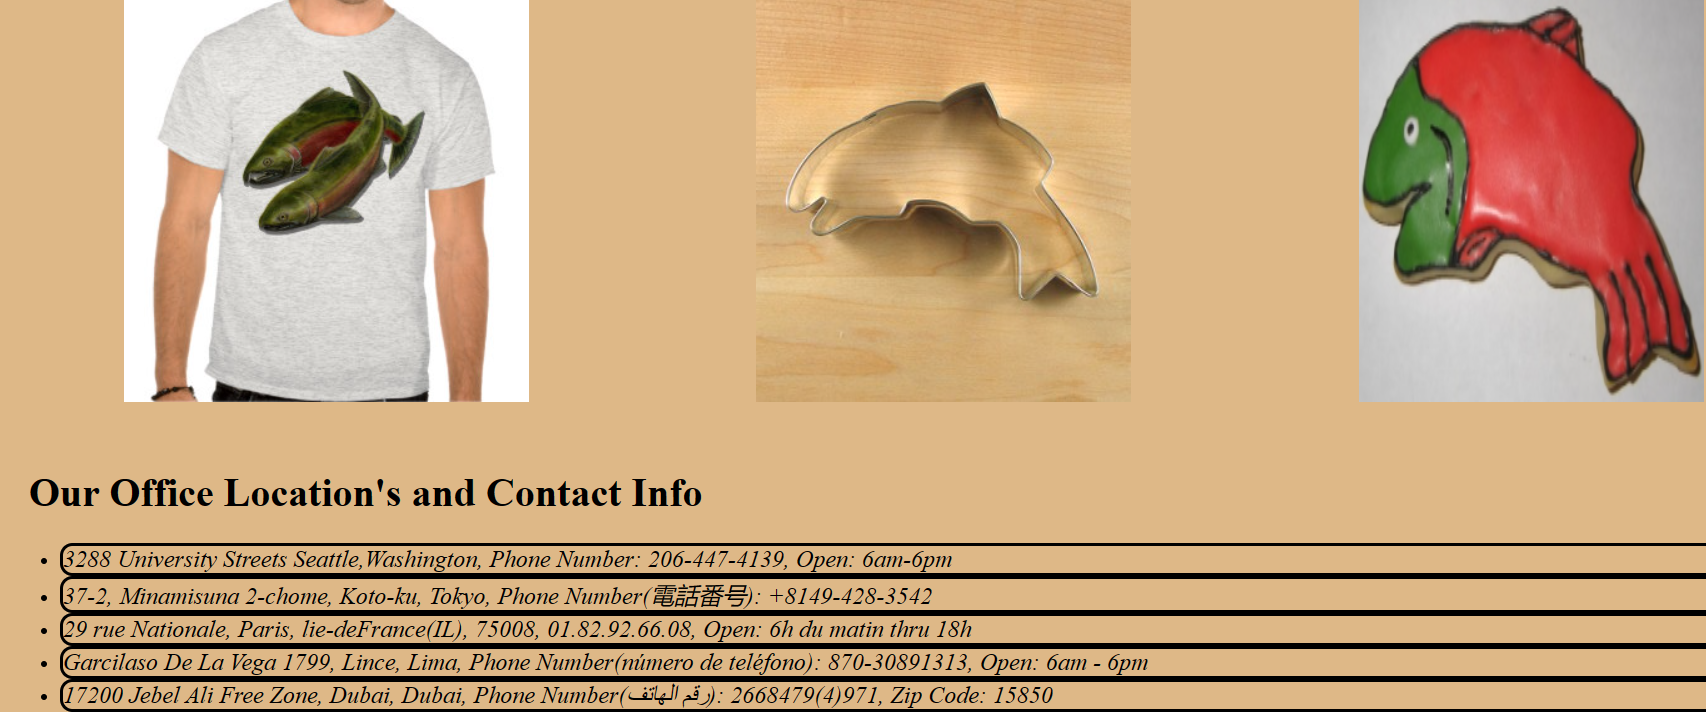 Our Office Location's and Contact Info
3288 University Streets Seattle,Washington, Phone Number: 206-447-4139, Open: 6am-6pm
37-2, Minamisuna 2-chome, Koto-ku, Tokyo, Phone Number(電話番号): +8149-428-3542
29 rue Nationale, Paris, lie-deFrance(IL), 75008, 01.82.92.66.08, Open: 6h du matin thru 18h
Garcilaso De La Vega 1799, Lince, Lima, Phone Number(número de teléfono): 870-30891313, Open: 6am - 6pm
17200 Jebel Ali Free Zone, Dubai, Dubai, Phone Number(رقم الهاتف): 2668479(4)971, Zip Code: 15850